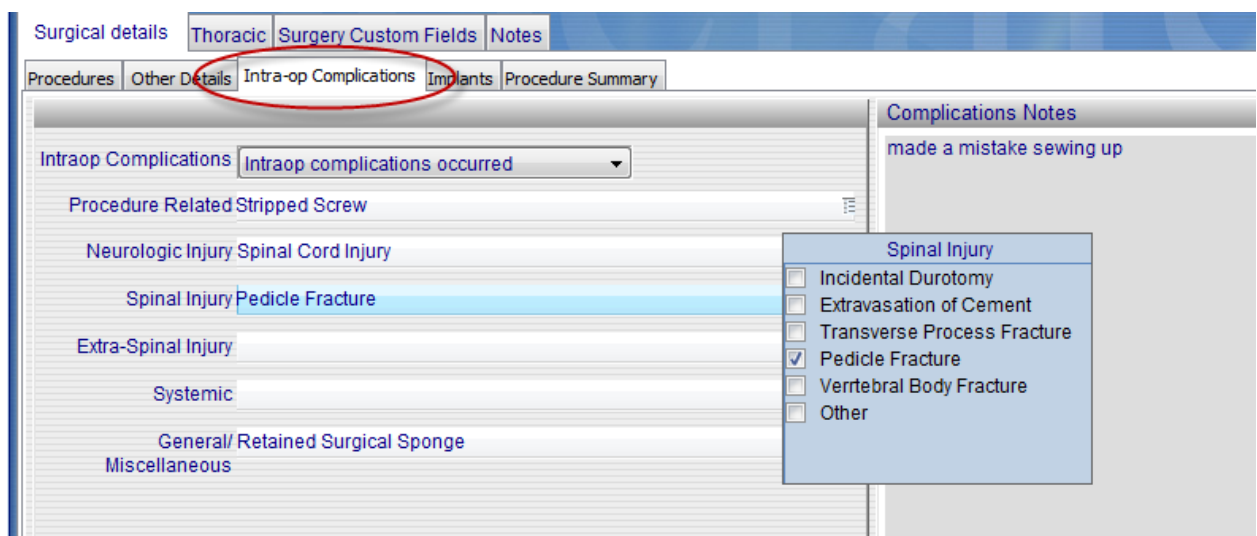 Surgical details Thoracic Surgery Custom Fields Notes
Procedures Other Details Intra-op Complications Implants Procedure Summary
Complications Notes
made a mistake sewing up
Intraop Complications Intraop complications occurred
Procedure Related Stripped Screw
Neurologic Injury Spinal Cord Injury
Spinal Injury Pedicle Fracture
Extra-Spinal Injury
Systemic
General/ Retained Surgical Sponge
Miscellaneous
Spinal Injury
Incidental Durotomy
Extravasation of Cement
Transverse Process Fracture
Pedicle Fracture
Verrtebral Body Fracture
Other